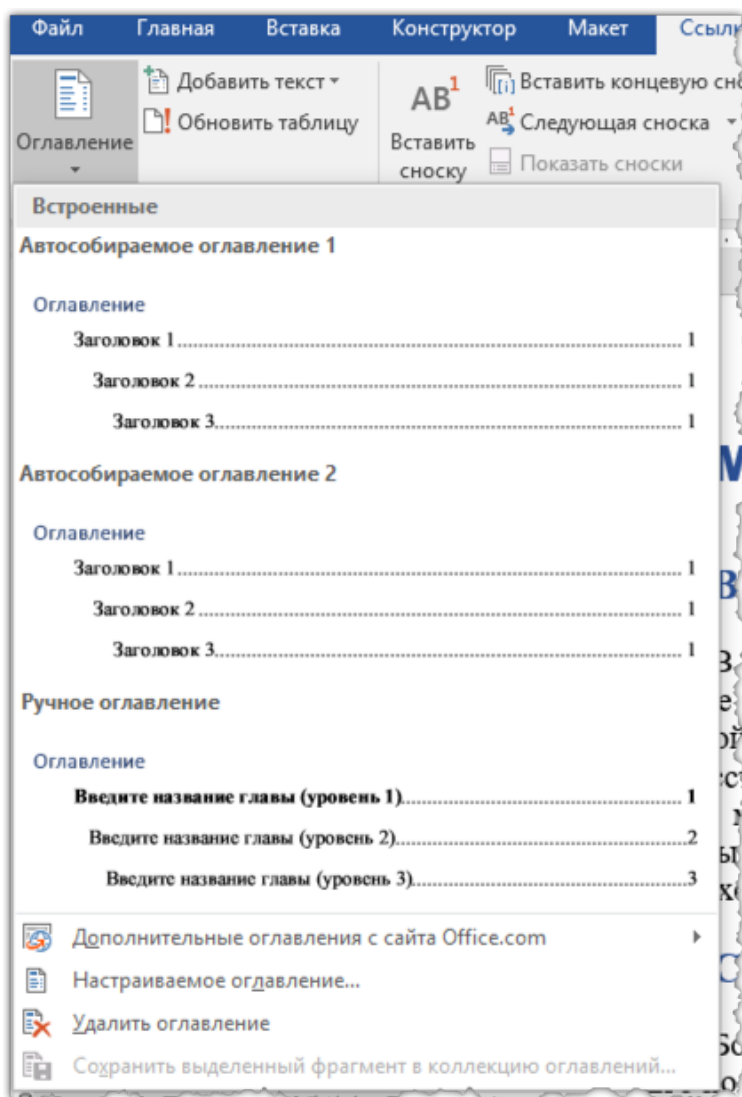 Файл Главная Вставка Конструктор Макет Ссыл
Добавить текст
Обновить таблицу
Оглавление
AB1
Вставить
сноску
[i] Вставить концевую сно
AB1 Следующая сноска
Показать сноски
Встроенные
Автособираемое оглавление 1
Оглавление
Заголовок 1 1
Заголовок 2 1
Заголовок 3 1
Автособираемое оглавление 2
Оглавление
Заголовок 1 1
Заголовок 2 1
Заголовок 3 1
Ручное оглавление
Оглавление
Введите название главы (уровень 1) 1
Введите название главы (уровень 2) 2
Введите название главы (уровень 3) 3
Дополнительные оглавления с сайта Office.com
Настраиваемое оглавление...
Удалить оглавление
Сохранить выделенный фрагмент в коллекцию оглавлений...